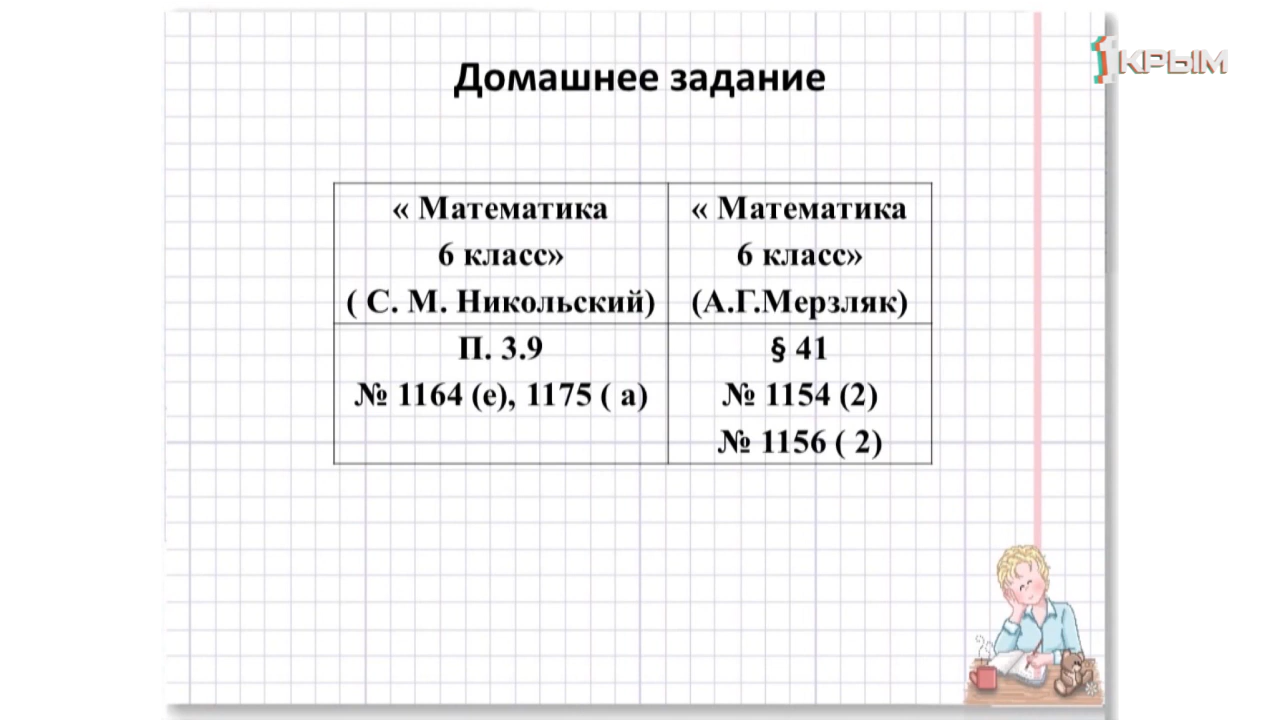 1 КРЫМ
Домашнее задание
« Математика
6 класс»
( С. М. Никольский)
« Математика
6 класс»
(А.Г.Мерзляк)
П. 3.9
№ 1164 (е), 1175 ( а)
§ 41
№ 1154 (2)
№ 1156 ( 2)